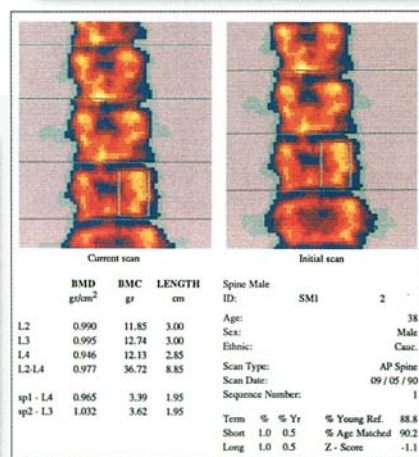 Current scan
Initial scan
BMD BMC LENGTH
gr/cm² gr cm
L2 0.990 11.85 3.00
L3 0.995 12.74 3.00
L4 0.946 12.13 2.85
L2-L4 0.977 36.72 8.85
sp1 - L4 0.965 3.39 1.95
sp2 - L3 1.032 3.62 1.95
Spine Male
ID: SM1 2
Age: 38
Sex: Male
Ethnic: Cauc.
Scan Type: AP Spine
Scan Date: 09 / 05 / 90
Sequence Number: 1
Term % % Yr % Young Ref. 88.8
Short 1.0 0.5 % Age Matched 90.2
Long 1.0 0.5 Z - Score -1.1